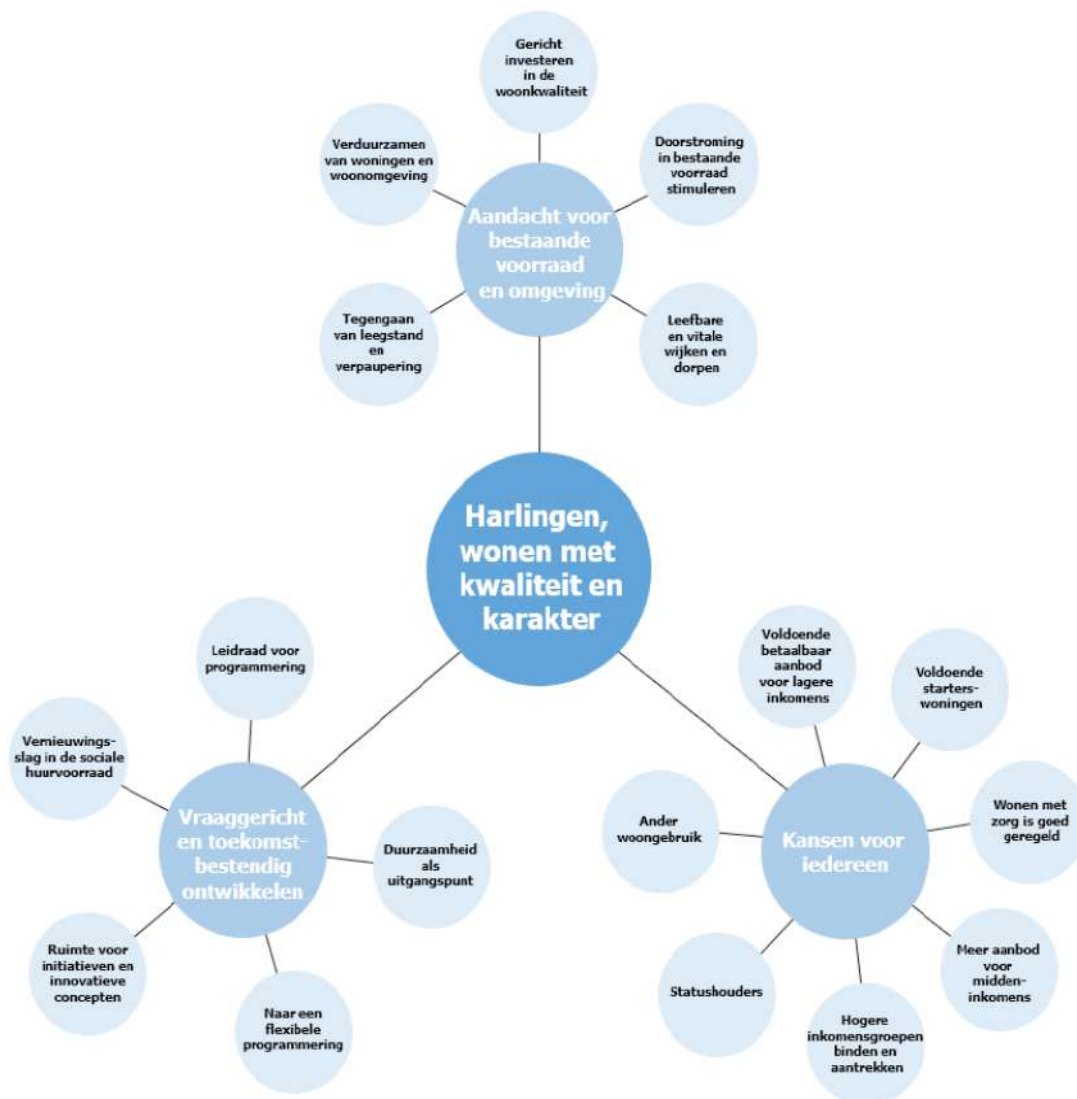 Gericht
investeren
in de
woonkwaliteit
Verduurzamen
van woningen en
woonomgeving
Doorstroming
in bestaande
voorraad
stimuleren
Aandacht voor
bestaande
voorraad
en omgeving
Tegengaan
van leegstand
en
verpaupering
Leefbare
en vitale
wijken en
dorpen
Harlingen,
wonen met
kwaliteit en
karakter
Leidraad voor
programmering
Vernieuwings-
slag in de sociale
huurvoorraad
Vraaggericht
en toekomst-
bestendig
ontwikkelen
Duurzaamheid
als
uitgangspunt
Ruimte voor
initiatieven en
innovatieve
concepten
Naar een
flexibele
programmering
Voldoende
betaalbaar
aanbod
voor lagere
inkomens
Voldoende
starters-
woningen
Ander
woongebruik
Kansen voor
iedereen
Wonen met
zorg is goed
geregeld
Statushouders
Meer aanbod
voor
midden-
inkomens
Hogere
inkomensgroepen
binden en
aantrekken